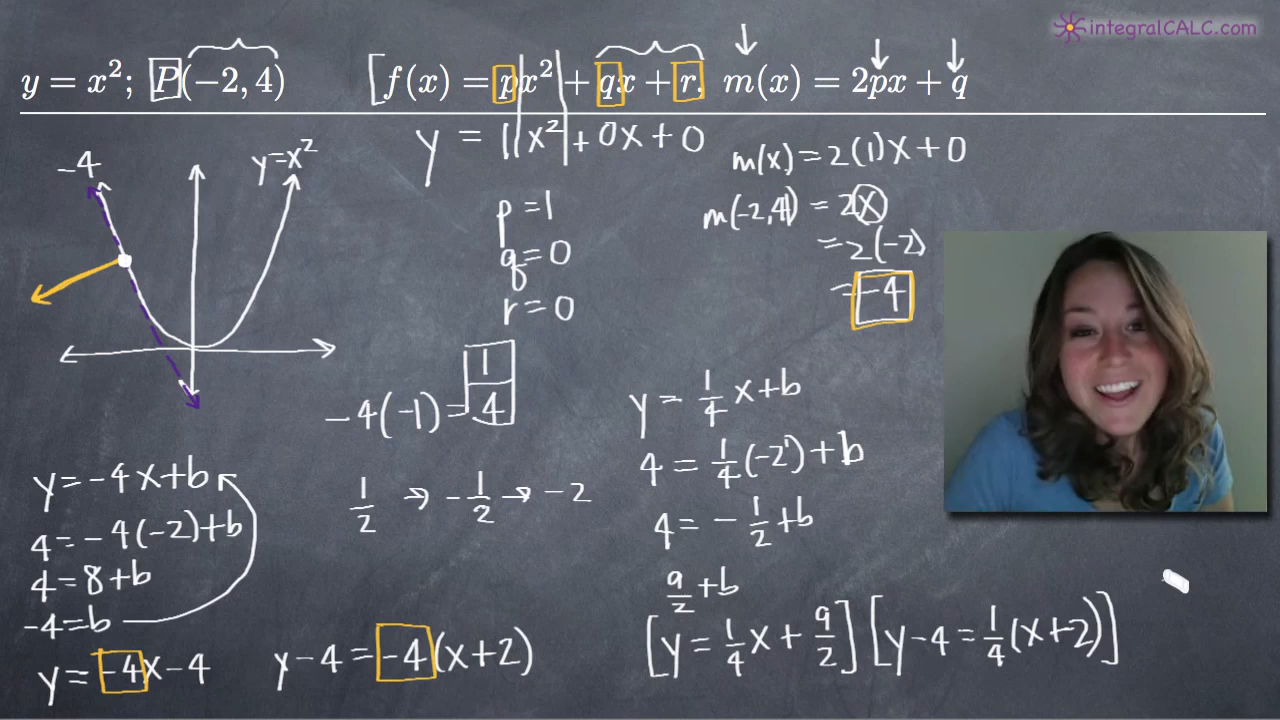 integralCALC.com
y = x²; P(−2, 4) [f(x) = px² + qx + r, m(x) = 2px + q
y = 1x² + 0x + 0
m(x) = 2(1)x + 0
−4
y=x²
p = 1
q = 0
r = 0
m(-2,4) = 2(x)
= 2(-2)
= -4
-4(-1) = 1/4
1/2 → -1/2 → -2
y = -4x+b
4 = -4(-2)+b
4 = 8+b
-4 = b
y = -4x-4
y-4 = -4(x+2)
y = 1/4 x+b
4 = 1/4 (-2)+b
4 = -1/2 +b
9/2 +b
[y = 1/4 x + 9/2] [y-4 = 1/4 (x+2)]